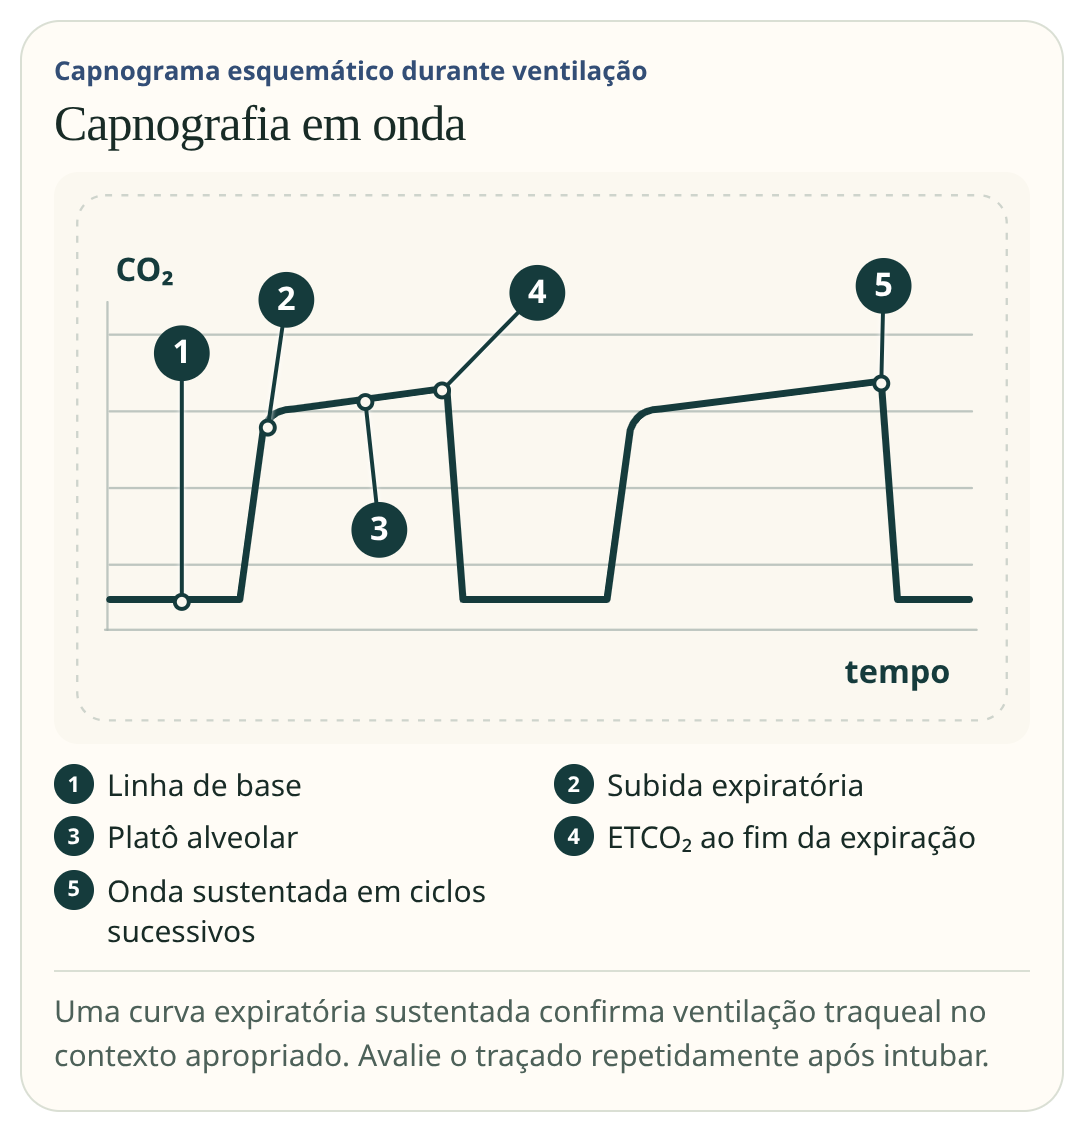 Capnograma esquemático durante ventilação
Capnografia em onda
CO₂
1
2
3
4
5
tempo
1 Linha de base
2 Subida expiratória
3 Platô alveolar
4 ETCO₂ ao fim da expiração
5 Onda sustentada em ciclos
sucessivos
Uma curva expiratória sustentada confirma ventilação traqueal no
contexto apropriado. Avalie o traçado repetidamente após intubar.